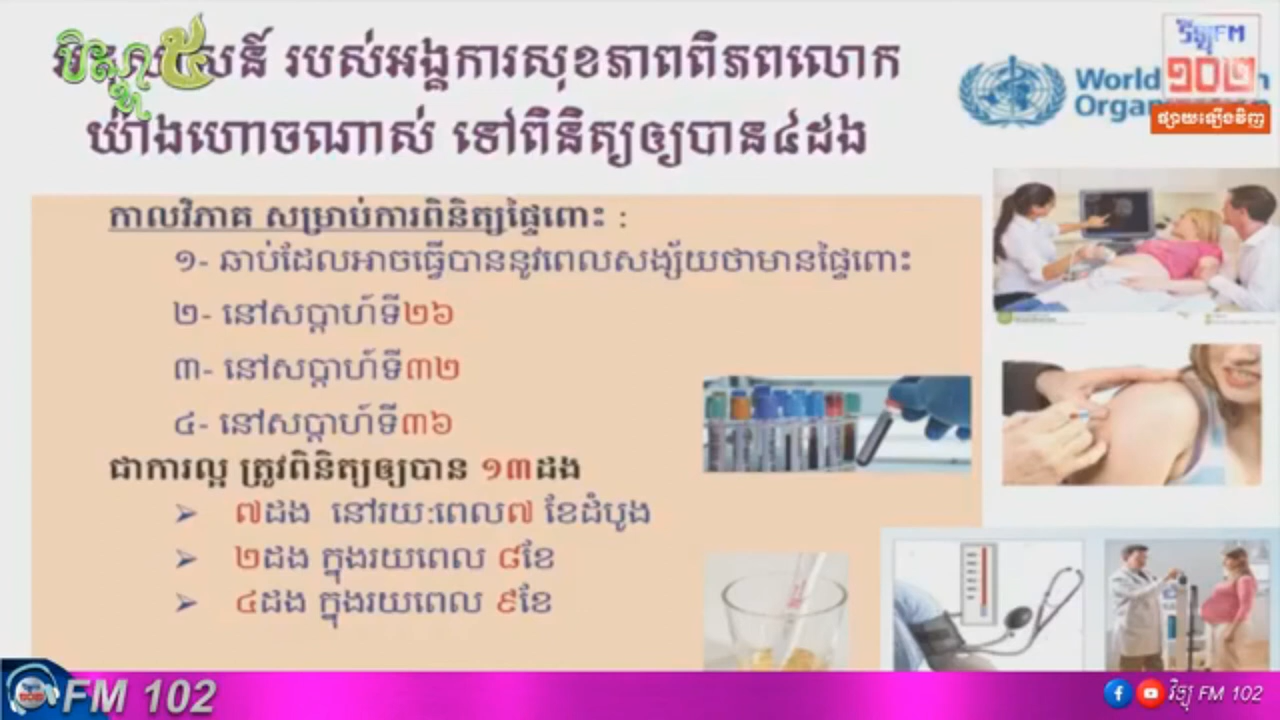 របស់អង្គការសុខភាពពិភពលោក
យ៉ាងហោចណាស់ ទៅពិនិត្យឲ្យបាន៤ដង
World
វិទ្យុFM
១០២
ផ្សាយឡើងវិញ
កាលវិភាគ សម្រាប់ការពិនិត្យផ្ទៃពោះ :
១- ឆាប់ដែលអាចធ្វើបាននូវពេលសង្ស័យថាមានផ្ទៃពោះ
២- នៅសប្តាហ៍ទី២៦
៣- នៅសប្តាហ៍ទី៣២
៤- នៅសប្តាហ៍ទី៣៦
ជាការល្អ ត្រូវពិនិត្យឲ្យបាន ១៣ដង
➢ ៧ដង នៅរយៈពេល៧ ខែដំបូង
➢ ២ដង ក្នុងរយពេល ៨ខែ
➢ ៤ដង ក្នុងរយពេល ៩ខែ
FM 102
វិទ្យុ FM 102